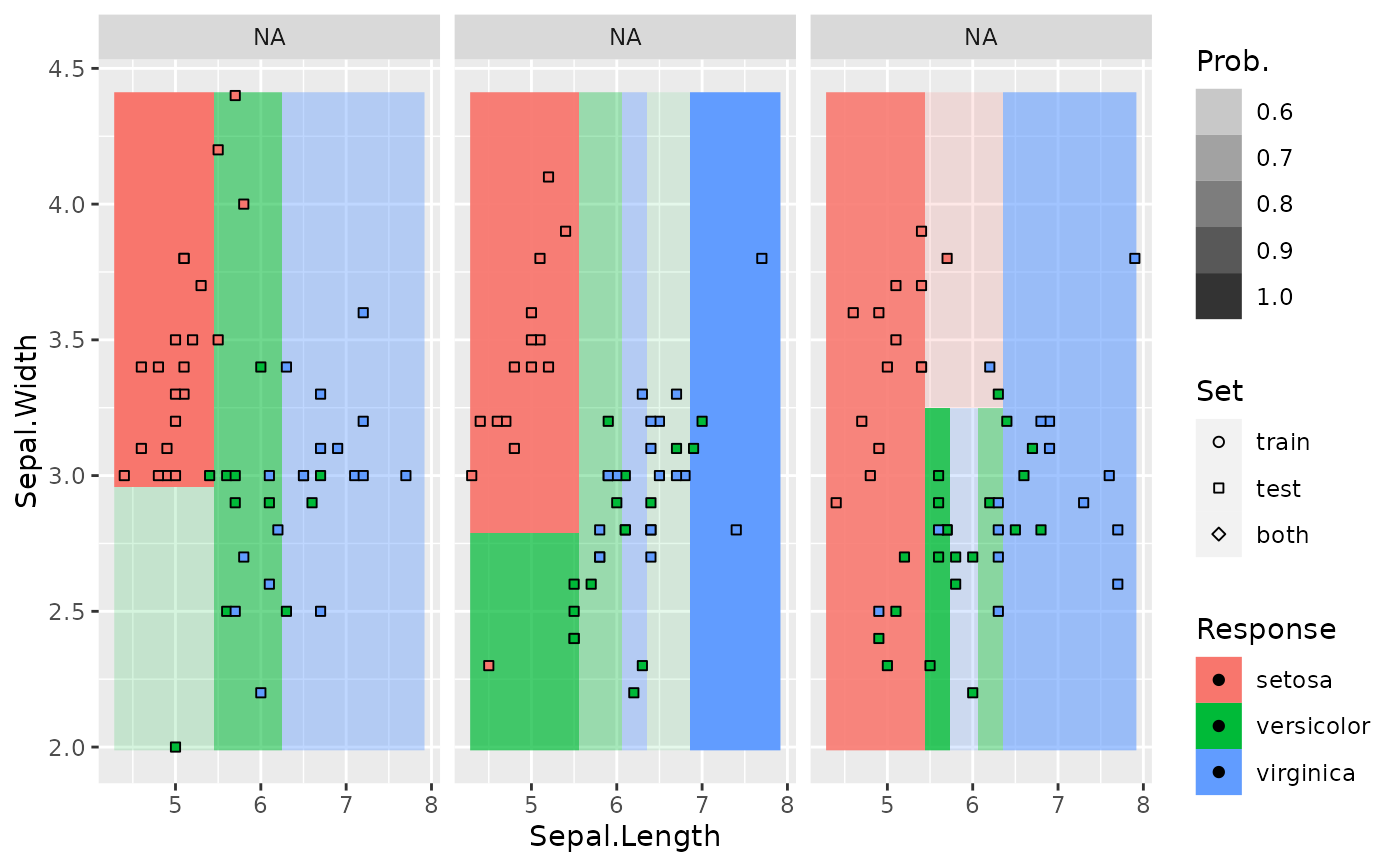 NA NA NA
4.5
4.0
3.5
3.0
2.5
2.0
Sepal.Width
5 6 7 8 5 6 7 8 5 6 7 8
Sepal.Length
Prob.
0.6
0.7
0.8
0.9
1.0
Set
train
test
both
Response
setosa
versicolor
virginica